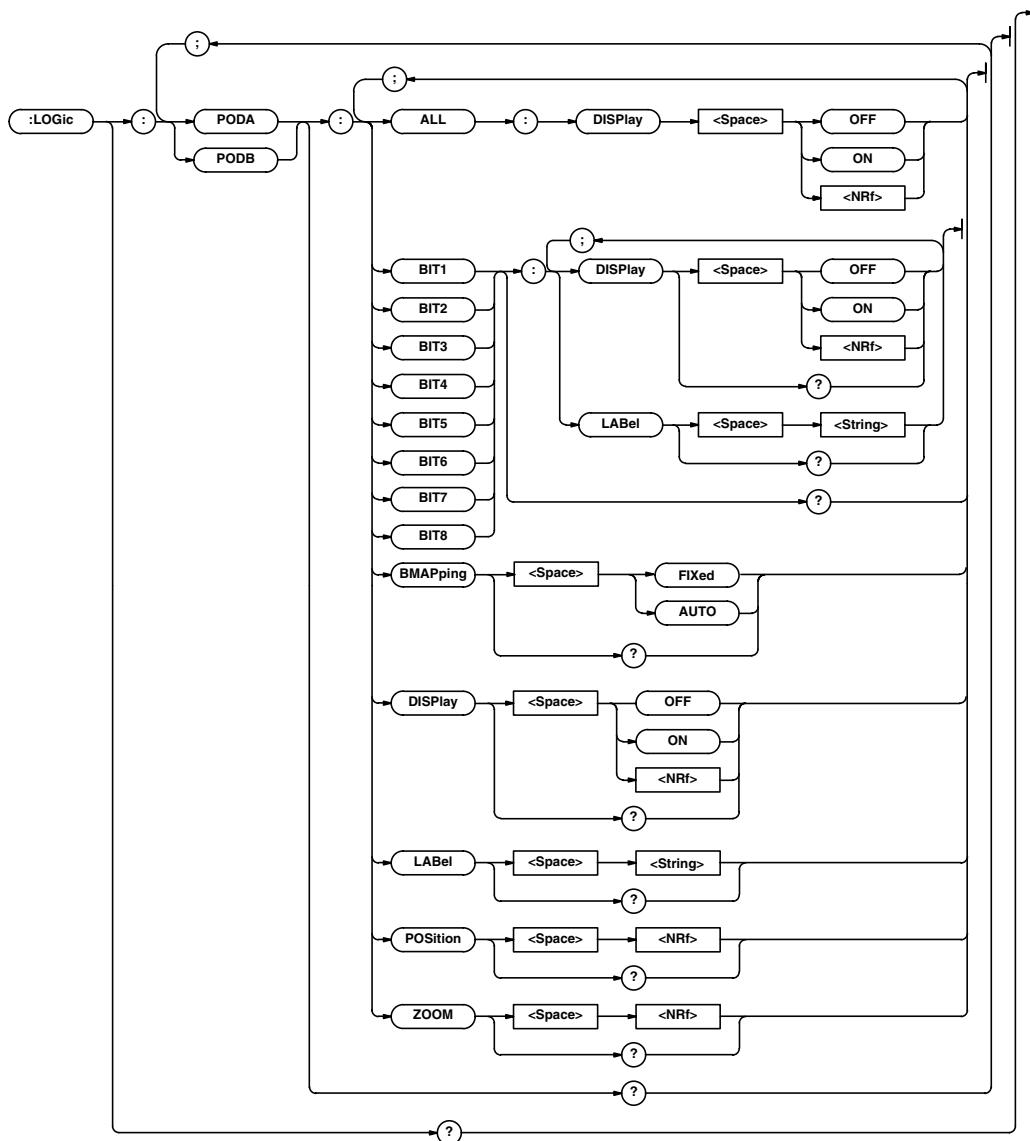 ;
;
:LOGic : PODA : ALL : DISPlay <Space> OFF
PODB ON
<NRf>
;
BIT1 : DISPlay <Space> OFF
BIT2 ON
BIT3 <NRf>
BIT4 ?
BIT5 LABel <Space> <String>
BIT6 ?
BIT7 ?
BIT8
BMAPping <Space> FIXed
AUTO
?
DISPlay <Space> OFF
ON
<NRf>
?
LABel <Space> <String>
?
POSition <Space> <NRf>
?
ZOOM <Space> <NRf>
?
?
?